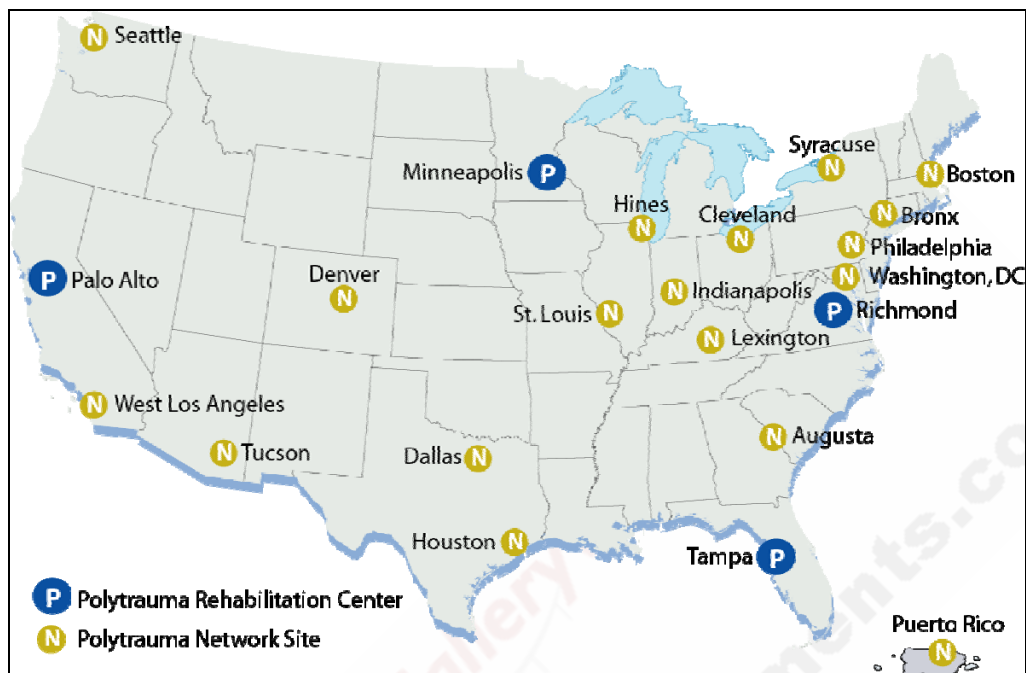 N Seattle
Syracuse
N
Minneapolis P
N Boston
Hines
N
Cleveland
N
N Bronx
N Philadelphia
P Palo Alto
Denver
N
N Washington, DC
N Indianapolis
St. Louis N
P Richmond
N Lexington
N West Los Angeles
N Augusta
N Tucson
Dallas N
Houston N
Tampa P
P Polytrauma Rehabilitation Center
N Polytrauma Network Site
Puerto Rico
N